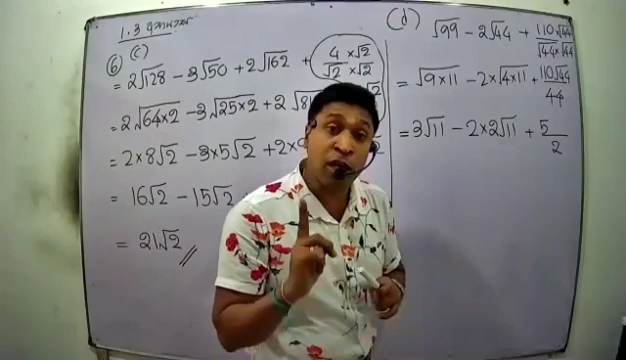 1.3
⑥ (c)
2√128 - 3√50 + 2√162 + 4 ×√2 / √2 ×√2
= 2√64×2 - 3√25×2 + 2√8
= 2×8√2 - 3×5√2 + 2×
= 16√2 - 15√2
= 21√2 //
(d) √99 - 2√44 + 110 √44 / √44 ×√44
= √9×11 - 2×√4×11 + 110√44 / 44
= 3√11 - 2×2√11 + 5 / 2